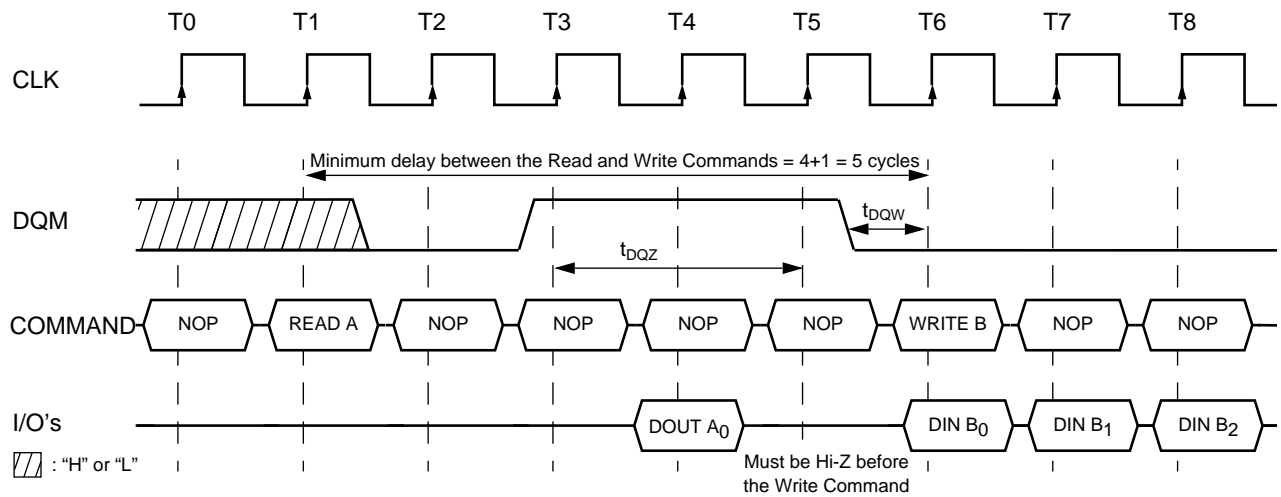 T0 T1 T2 T3 T4 T5 T6 T7 T8
CLK
Minimum delay between the Read and Write Commands = 4+1 = 5 cycles
DQM
tDQW
tDQZ
COMMAND NOP READ A NOP NOP NOP NOP WRITE B NOP NOP
I/O’s DOUT A0 DIN B0 DIN B1 DIN B2
: “H” or “L”
Must be Hi-Z before
the Write Command